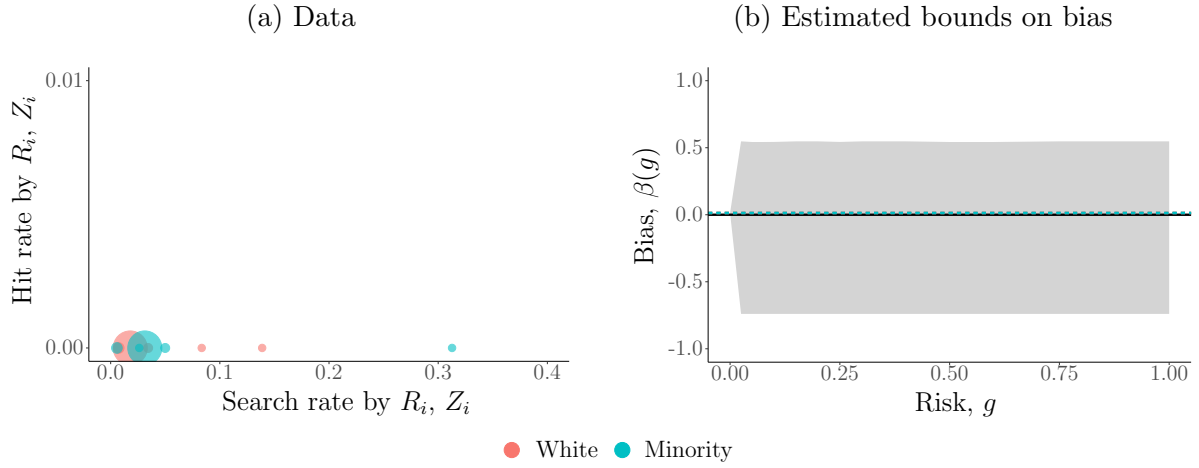 (a) Data
0.01
0.00
Hit rate by R_i, Z_i
0.0 0.1 0.2 0.3 0.4
Search rate by R_i, Z_i
(b) Estimated bounds on bias
1.0
0.5
0.0
-0.5
-1.0
Bias, β(g)
0.00 0.25 0.50 0.75 1.00
Risk, g
White Minority